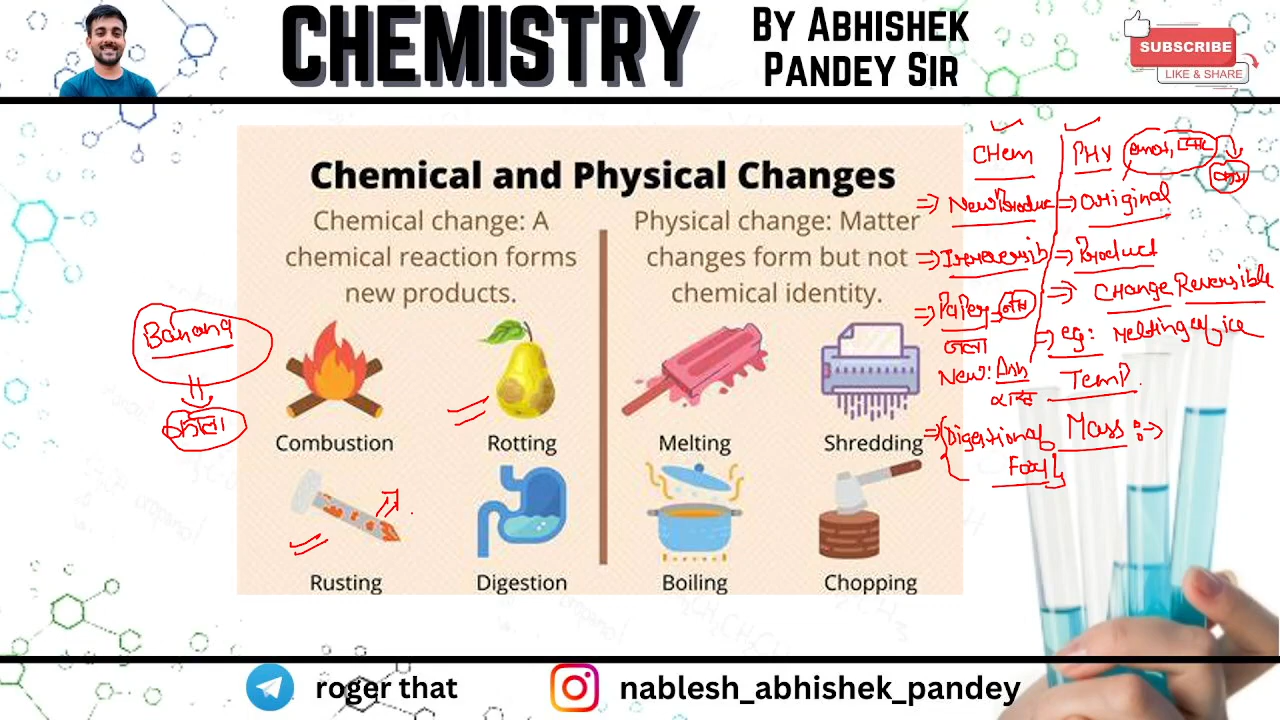 CHEMISTRY
By Abhishek
Pandey Sir
SUBSCRIBE
LIKE & SHARE
Chemical and Physical Changes
Chemical change: A
chemical reaction forms
new products.
Physical change: Matter
changes form but not
chemical identity.
Combustion
Rotting
Melting
Shredding
Rusting
Digestion
Boiling
Chopping
Banana
CHem
New Product
Paper
जला
New:
Digestion of
Food
PHY
Original
Product
Change Reversible
eg: Melting of ice
Temp.
Mass
roger that
nablesh_abhishek_pandey